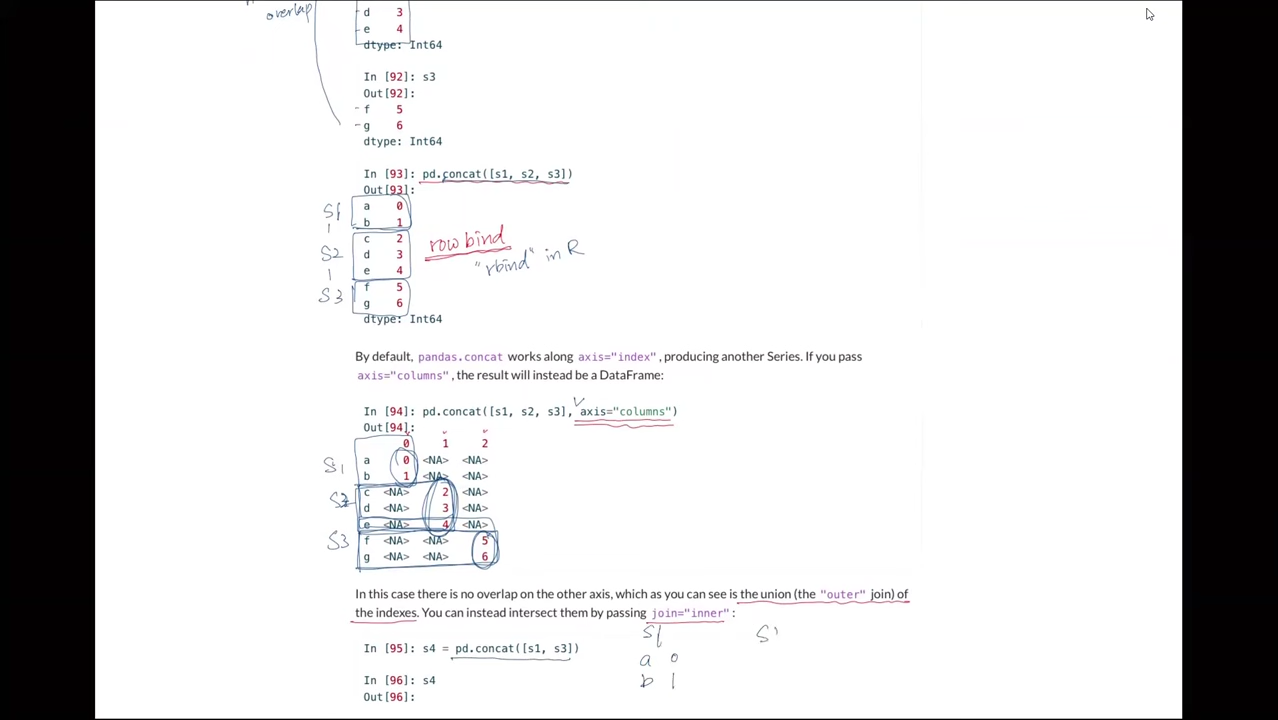 overlap
d 3
e 4
dtype: Int64
In [92]: s3
Out[92]:
f 5
g 6
dtype: Int64
In [93]: pd.concat([s1, s2, s3])
Out[93]:
S1 a 0
b 1
c 2
row bind
S2 d 3
"rbind" in R
e 4
S3 f 5
g 6
dtype: Int64
By default, pandas.concat works along axis="index", producing another Series. If you pass
axis="columns", the result will instead be a DataFrame:
In [94]: pd.concat([s1, s2, s3], axis="columns")
Out[94]:
0 1 2
S1 a 0 <NA> <NA>
b 1 <NA> <NA>
S2 c <NA> 2 <NA>
d <NA> 3 <NA>
e <NA> 4 <NA>
S3 f <NA> <NA> 5
g <NA> <NA> 6
In this case there is no overlap on the other axis, which as you can see is the union (the "outer" join) of
the indexes. You can instead intersect them by passing join="inner":
S1
In [95]: s4 = pd.concat([s1, s3])
a 0
In [96]: s4
b 1
Out[96]: